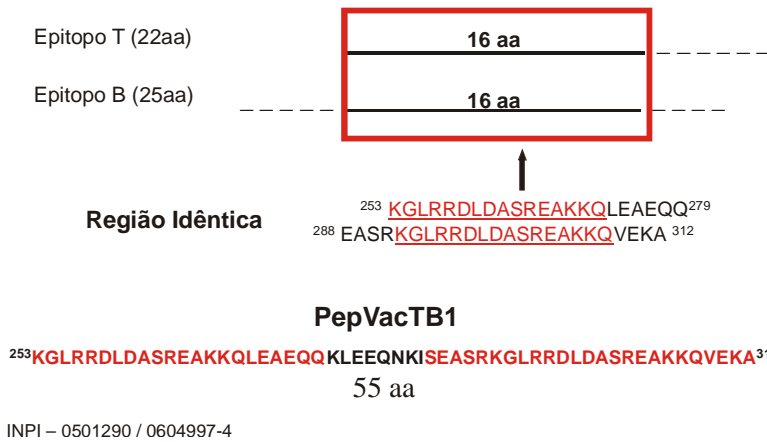 Epitopo T (22aa)
16 aa
Epitopo B (25aa)
16 aa
253 KGLRRDLDASREAKKQLEAEQQ279
Região Idêntica
288 EASRKGLRRDLDASREAKKQVEKA 312
PepVacTB1
253KGLRRDLDASREAKKQLEAEQQKLEEQNKISEASRKGLRRDLDASREAKKQVEKA31
55 aa
INPI – 0501290 / 0604997-4